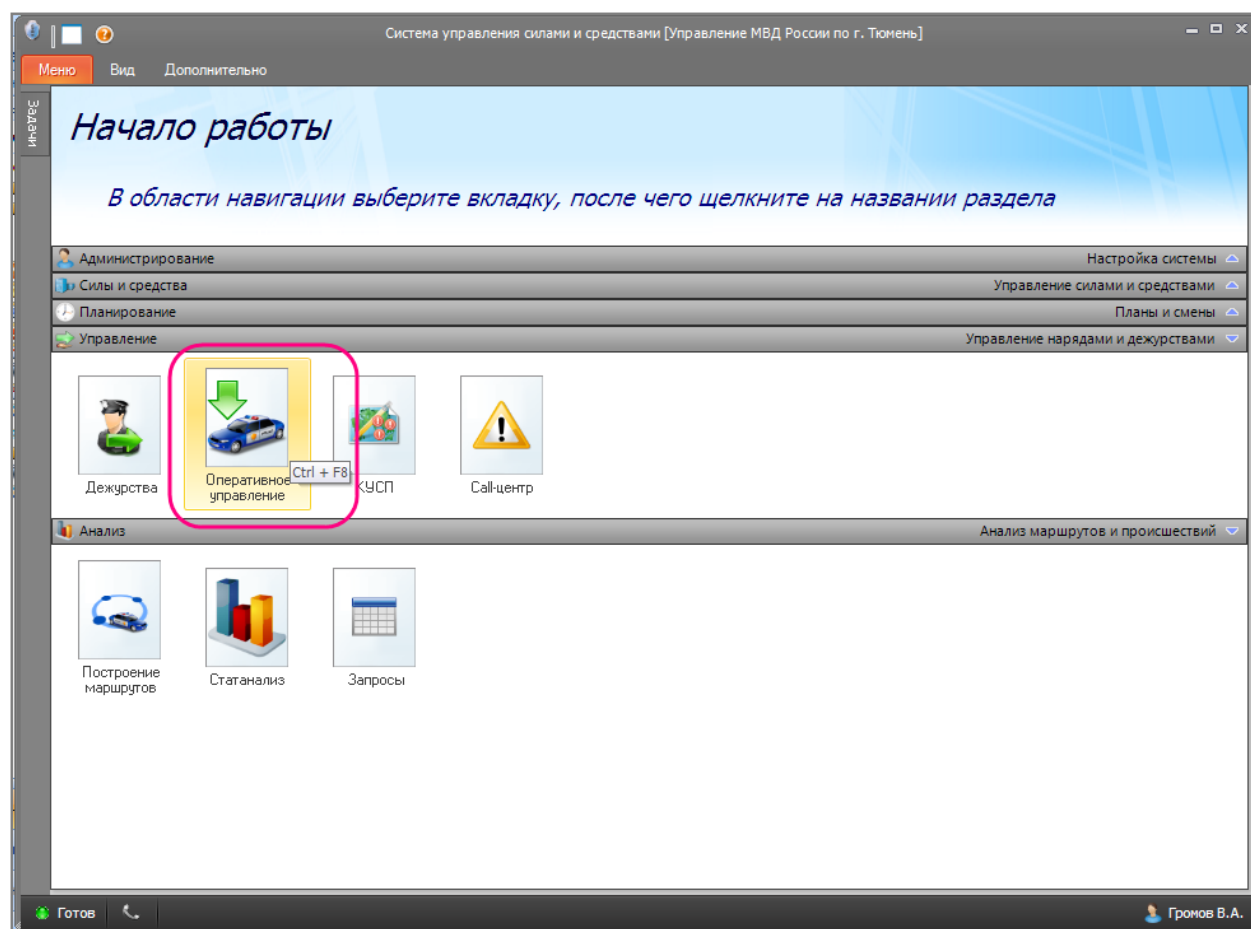 Система управления силами и средствами [Управление МВД России по г. Тюмень]
Меню Вид Дополнительно
Задачи
Начало работы
В области навигации выберите вкладку, после чего щелкните на названии раздела
Администрирование Настройка системы
Силы и средства Управление силами и средствами
Планирование Планы и смены
Управление Управление нарядами и дежурствами
Дежурства
Оперативное
управление
Ctrl + F8
КУСП
Call-центр
Анализ Анализ маршрутов и происшествий
Построение
маршрутов
Статанализ
Запросы
Готов Громов В.А.